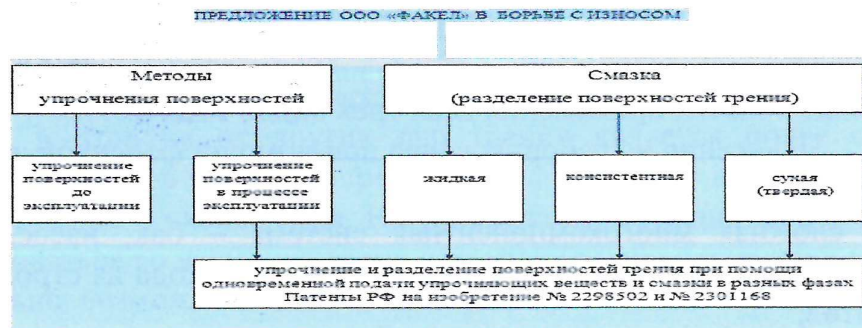 ПРЕДЛОЖЕНИЕ ООО «ФАКЕЛ» В БОРЬБЕ С ИЗНОСОМ
Методы
упрочнения поверхностей
Смазка
(разделение поверхностей трения)
упрочнение
поверхностей
до
эксплуатации
упрочнение
поверхностей
в процессе
эксплуатации
жидкая
консистентная
сухая
(твердая)
упрочнение и разделение поверхностей трения при помощи
одновременной подачи упрочняющих веществ и смазки в разных фазах
Патенты РФ на изобретение № 2298502 и № 2301168